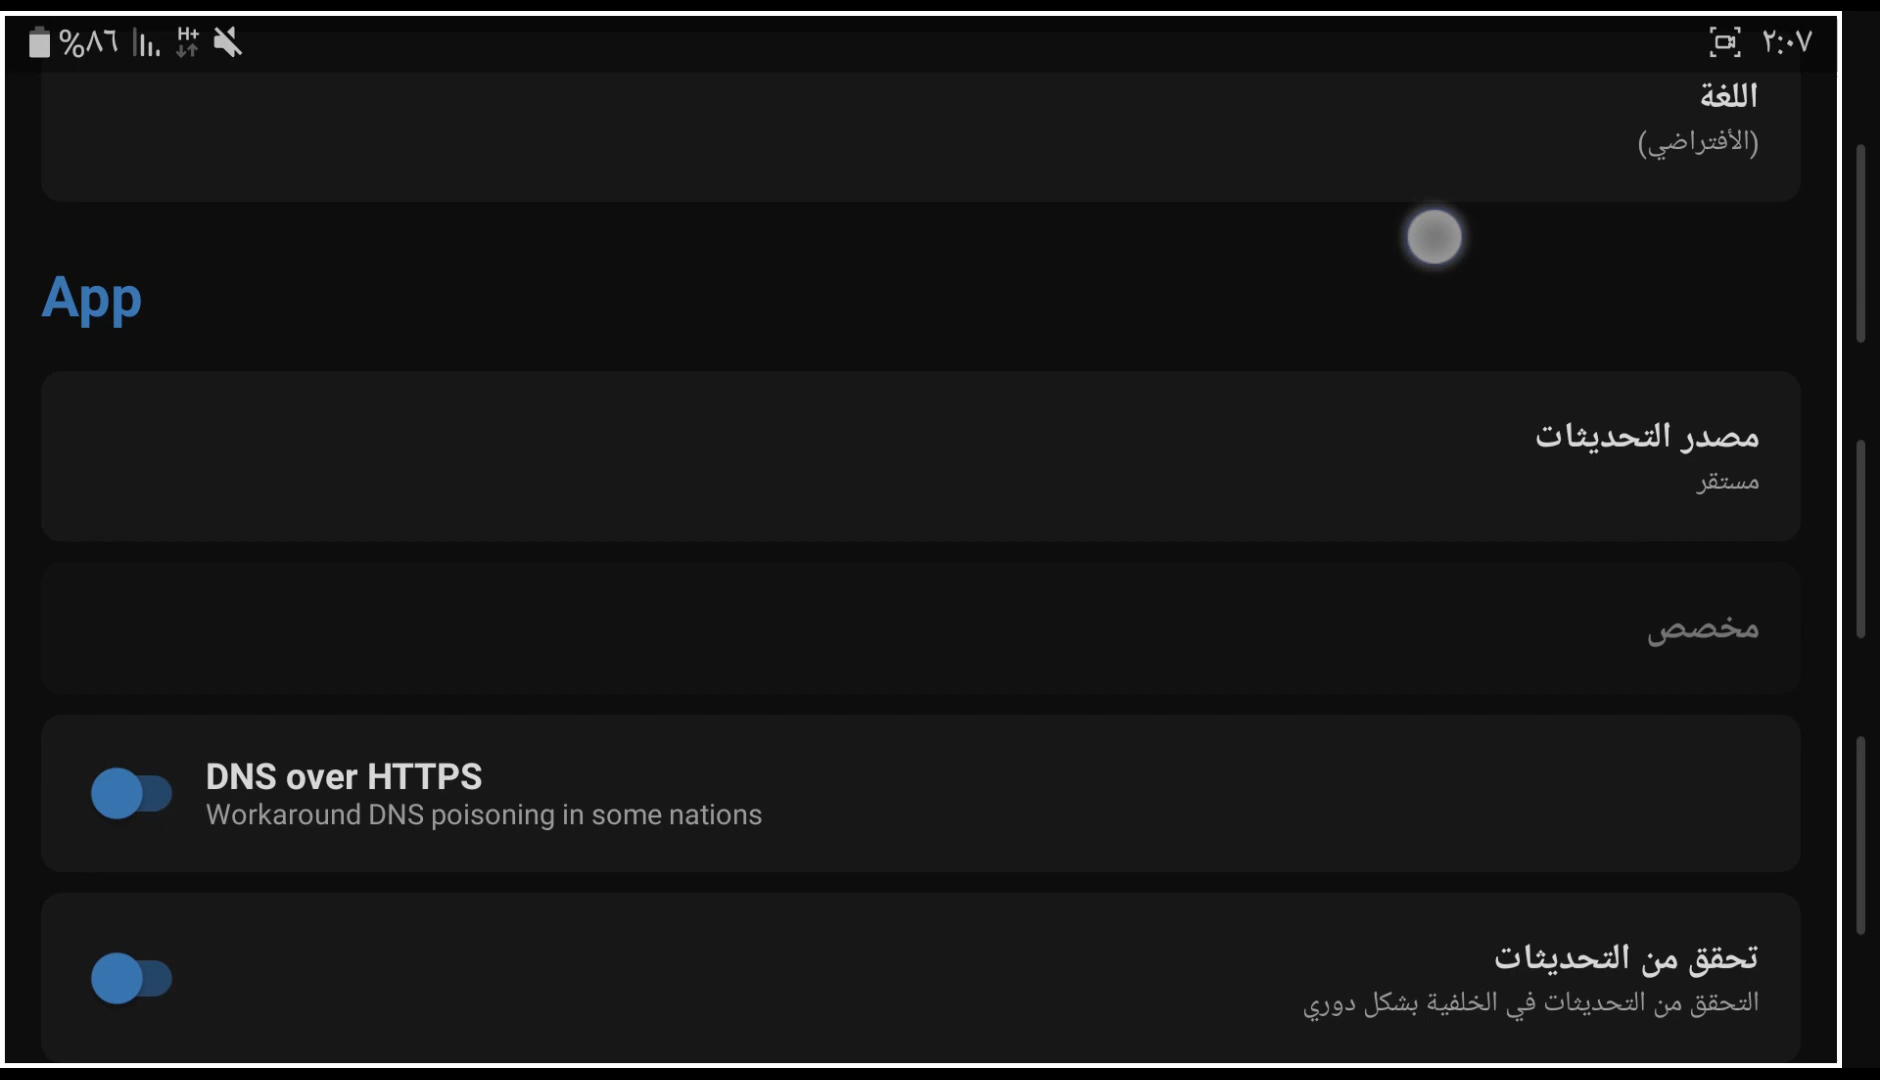 %٨٦ H+ ٢:٠٧
اللغة
(الأفتراضي)
App
مصدر التحديثات
مستقر
مخصص
DNS over HTTPS
Workaround DNS poisoning in some nations
تحقق من التحديثات
التحقق من التحديثات في الخلفية بشكل دوري